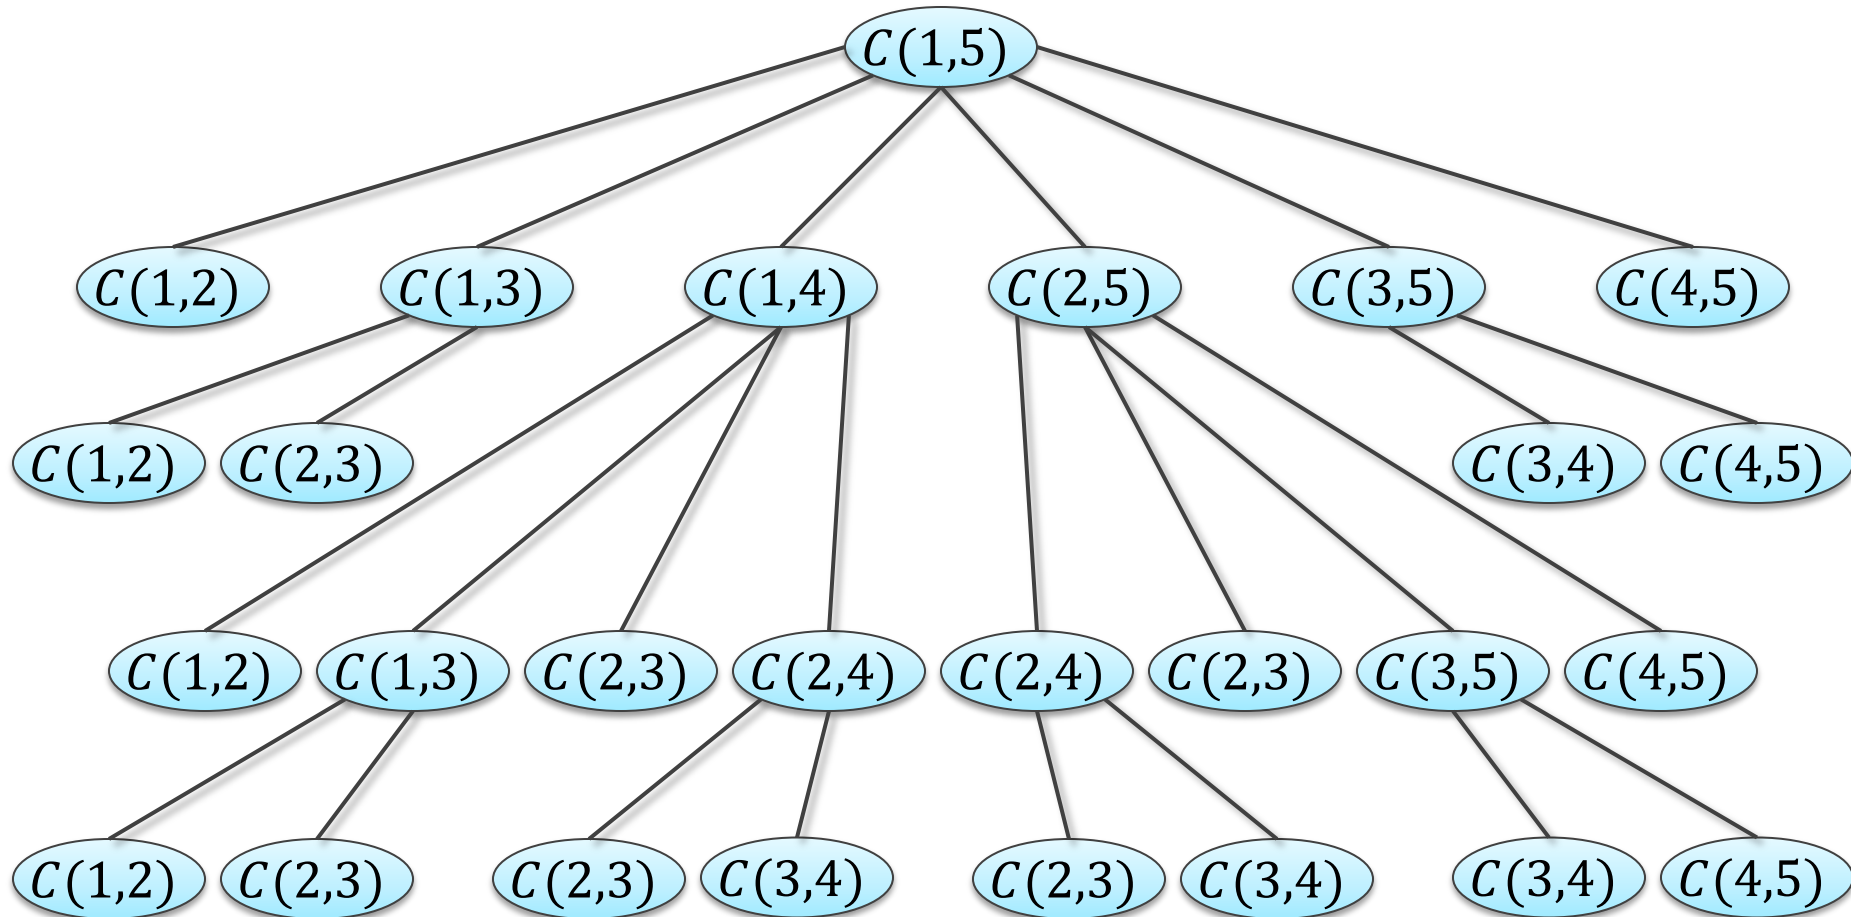 C(1,5)
C(1,2) C(1,3) C(1,4) C(2,5) C(3,5) C(4,5)
C(1,2) C(2,3) C(3,4) C(4,5)
C(1,2) C(1,3) C(2,3) C(2,4) C(2,4) C(2,3) C(3,5) C(4,5)
C(1,2) C(2,3) C(2,3) C(3,4) C(2,3) C(3,4) C(3,4) C(4,5)